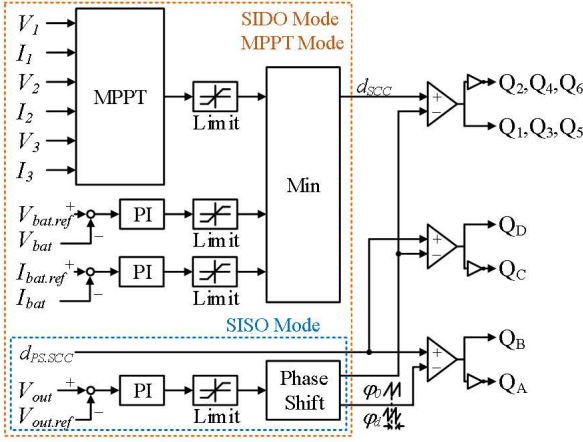 SIDO Mode
MPPT Mode
V1
I1
V2
I2
V3
I3
MPPT
Limit
Min
dSCC
Q2,Q4,Q6
Q1,Q3,Q5
Vbat.ref
+
Vbat
−
PI
Limit
Ibat.ref
+
Ibat
−
PI
Limit
+
−
QD
QC
SISO Mode
dPS.SCC
Vout
+
Vout.ref
−
PI
Limit
Phase
Shift
φ0
φd
+
−
QB
QA
+
−